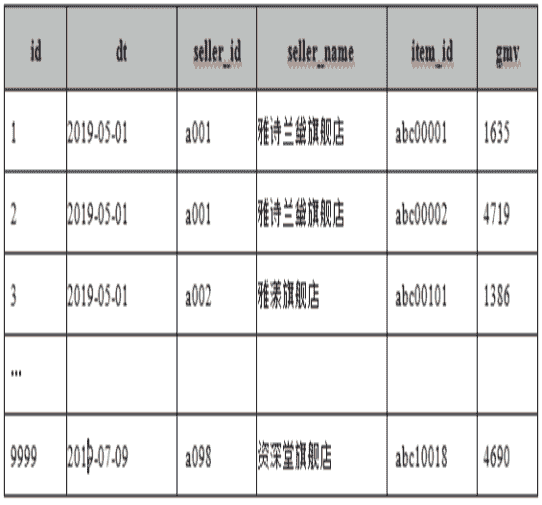 id dt seller_id seller_name item_id gmv
1 2019-05-01 a001 雅诗兰黛旗舰店 abc00001 1635
2 2019-05-01 a001 雅诗兰黛旗舰店 abc00002 4719
3 2019-05-01 a002 雅萘旗舰店 abc00101 1386
...
9999 2019-07-09 a098 资深堂旗舰店 abc10018 4690